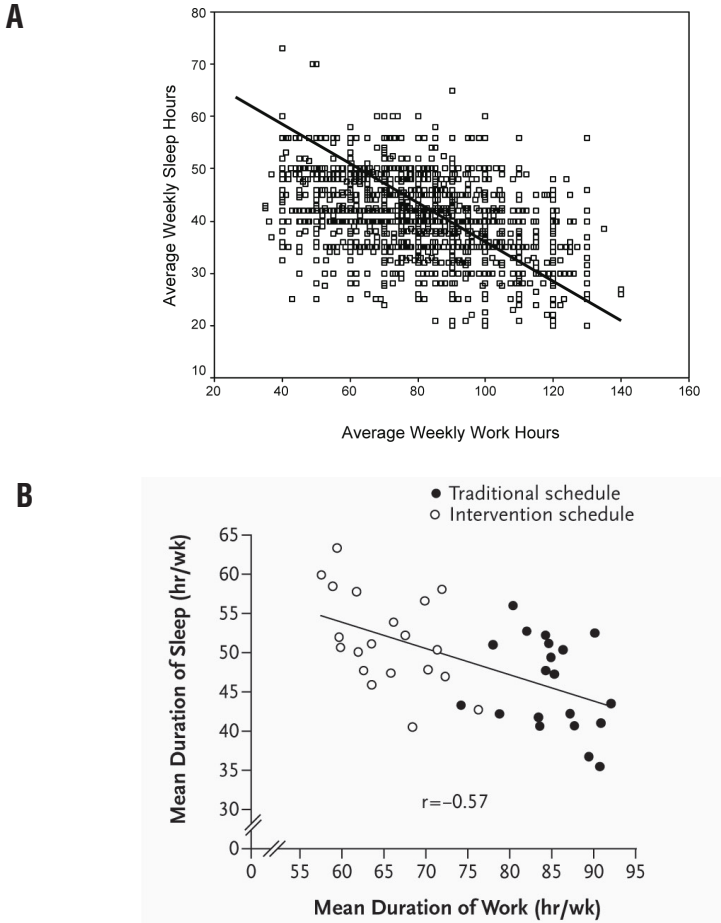 A
80
70
60
50
40
30
20
10
Average Weekly Sleep Hours
20 40 60 80 100 120 140 160
Average Weekly Work Hours
B
● Traditional schedule
○ Intervention schedule
65
60
55
50
45
40
35
30
0
Mean Duration of Sleep (hr/wk)
r=–0.57
0 55 60 65 70 75 80 85 90 95
Mean Duration of Work (hr/wk)